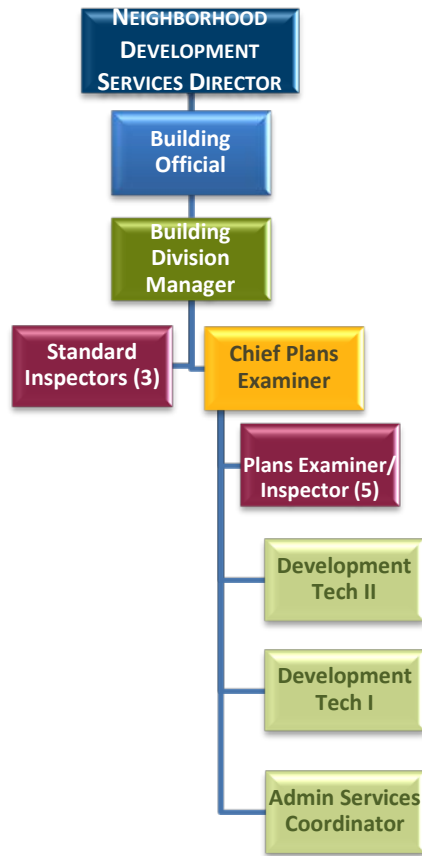 NEIGHBORHOOD
DEVELOPMENT
SERVICES DIRECTOR
Building
Official
Building
Division
Manager
Standard
Inspectors (3)
Chief Plans
Examiner
Plans Examiner/
Inspector (5)
Development
Tech II
Development
Tech I
Admin Services
Coordinator